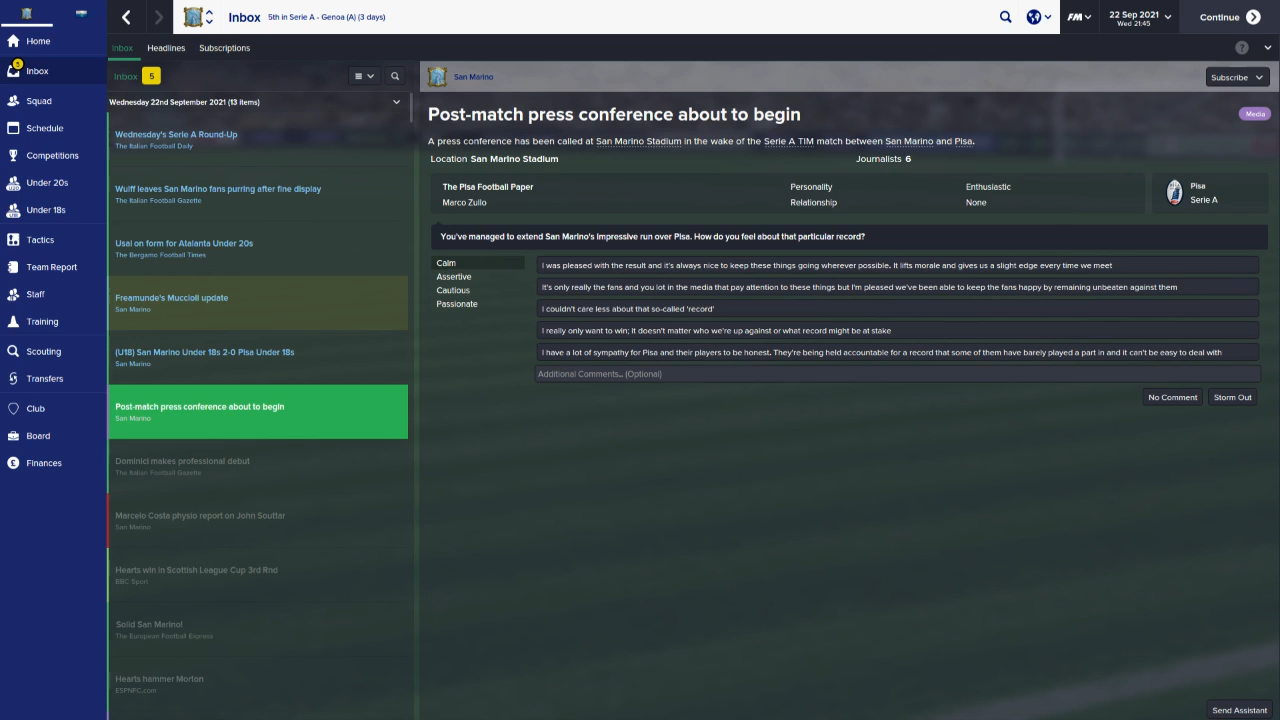 Inbox
5th in Serie A - Genoa (A) (3 days)
FM
22 Sep 2021
Wed 21:45
Continue
Home
5
Inbox
Squad
Schedule
Competitions
Under 20s
Under 18s
Tactics
Team Report
Staff
Training
Scouting
Transfers
Club
Board
Finances
Inbox
Headlines
Subscriptions
?
Inbox 5
Wednesday 22nd September 2021 (13 items)
Wednesday's Serie A Round-Up
The Italian Football Daily
Wulff leaves San Marino fans purring after fine display
The Italian Football Gazette
Usai on form for Atalanta Under 20s
The Bergamo Football Times
Freamunde's Muccioli update
San Marino
(U18) San Marino Under 18s 2-0 Pisa Under 18s
San Marino
Post-match press conference about to begin
San Marino
Dominici makes professional debut
The Italian Football Gazette
Marcelo Costa physio report on John Souttar
San Marino
Hearts win in Scottish League Cup 3rd Rnd
BBC Sport
Solid San Marino!
The European Football Express
Hearts hammer Morton
ESPNFC.com
San Marino
Subscribe
Post-match press conference about to begin
Media
A press conference has been called at San Marino Stadium in the wake of the Serie A TIM match between San Marino and Pisa.
Location San Marino Stadium
Journalists 6
The Pisa Football Paper
Personality
Enthusiastic
Marco Zullo
Relationship
None
Pisa
Serie A
You've managed to extend San Marino's impressive run over Pisa. How do you feel about that particular record?
Calm
Assertive
Cautious
Passionate
I was pleased with the result and it's always nice to keep these things going wherever possible. It lifts morale and gives us a slight edge every time we meet
It's only really the fans and you lot in the media that pay attention to these things but I'm pleased we've been able to keep the fans happy by remaining unbeaten against them
I couldn't care less about that so-called 'record'
I really only want to win; it doesn't matter who we're up against or what record might be at stake
I have a lot of sympathy for Pisa and their players to be honest. They're being held accountable for a record that some of them have barely played a part in and it can't be easy to deal with
Additional Comments... (Optional)
No Comment
Storm Out
Send Assistant